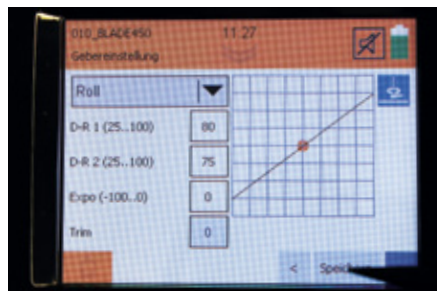 010_BLADE450 11:27
Gebereinstellung
Roll
D-R 1 (25..100) 80
D-R 2 (25..100) 75
Expo (-100..0) 0
Trim 0
<